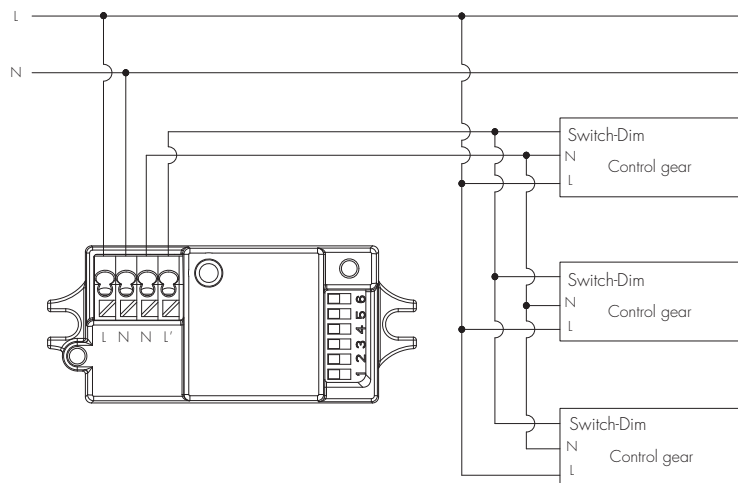 L
N
Switch-Dim
N
Control gear
L
Switch-Dim
N
Control gear
L
L N N L'
1 2 3 4 5 6
Switch-Dim
N
Control gear
L